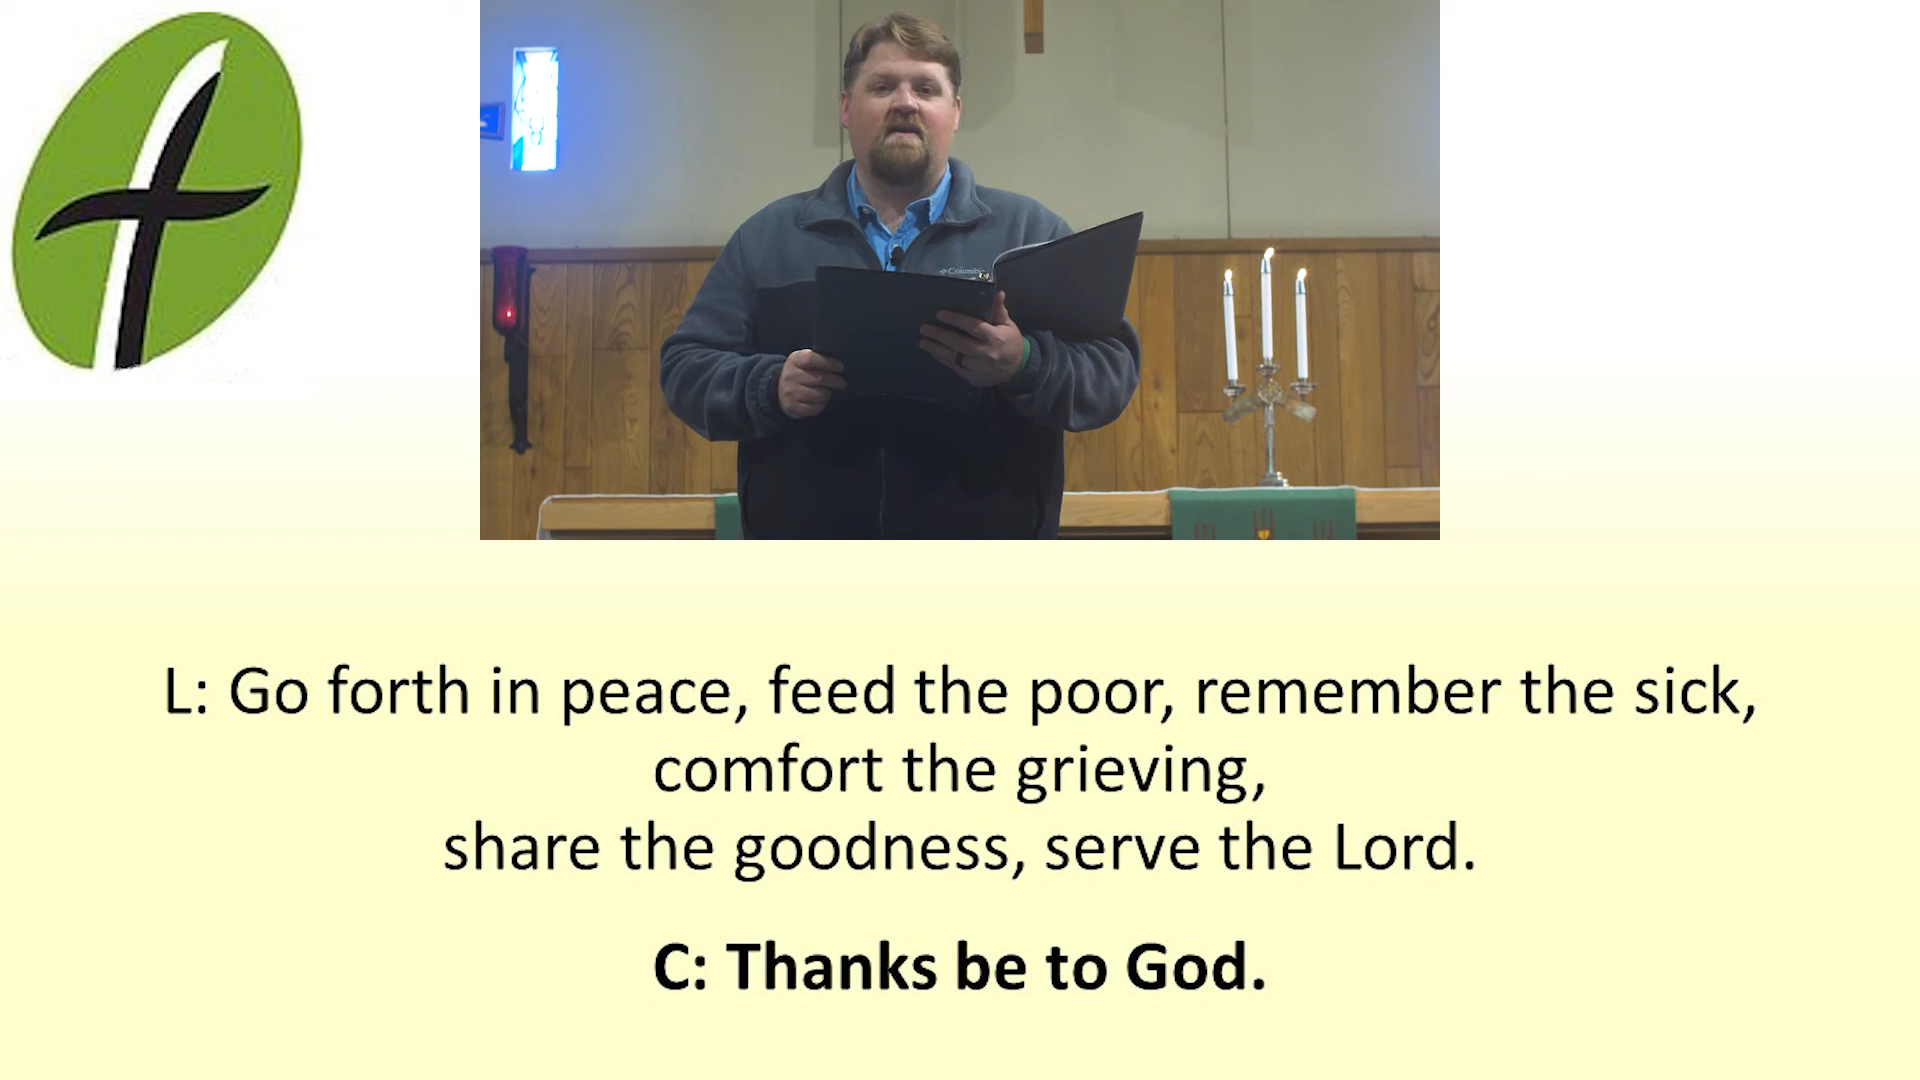 Columbia
L: Go forth in peace, feed the poor, remember the sick,
comfort the grieving,
share the goodness, serve the Lord.
C: Thanks be to God.